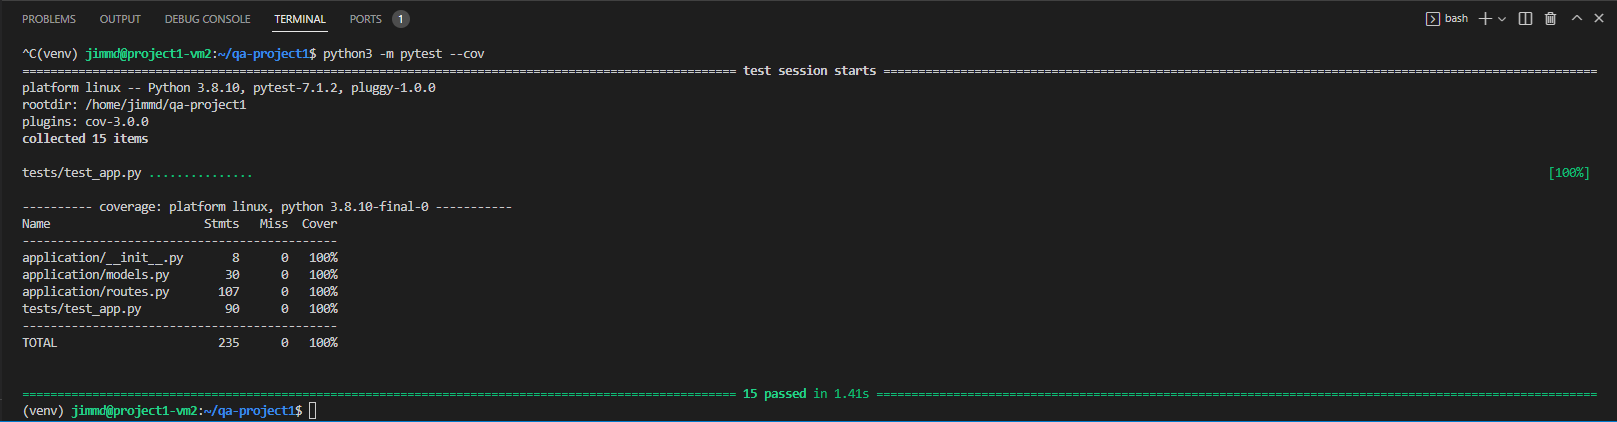 PROBLEMS OUTPUT DEBUG CONSOLE TERMINAL PORTS 1 bash
^C(venv) jimmd@project1-vm2:~/qa-project1$ python3 -m pytest --cov
============================== test session starts ==============================
platform linux -- Python 3.8.10, pytest-7.1.2, pluggy-1.0.0
rootdir: /home/jimmd/qa-project1
plugins: cov-3.0.0
collected 15 items
tests/test_app.py ............... [100%]
---------- coverage: platform linux, python 3.8.10-final-0 -----------
Name                      Stmts   Miss  Cover
---------------------------------------------
application/__init__.py       8      0   100%
application/models.py        30      0   100%
application/routes.py       107      0   100%
tests/test_app.py            90      0   100%
---------------------------------------------
TOTAL                       235      0   100%
============================== 15 passed in 1.41s ==============================
(venv) jimmd@project1-vm2:~/qa-project1$